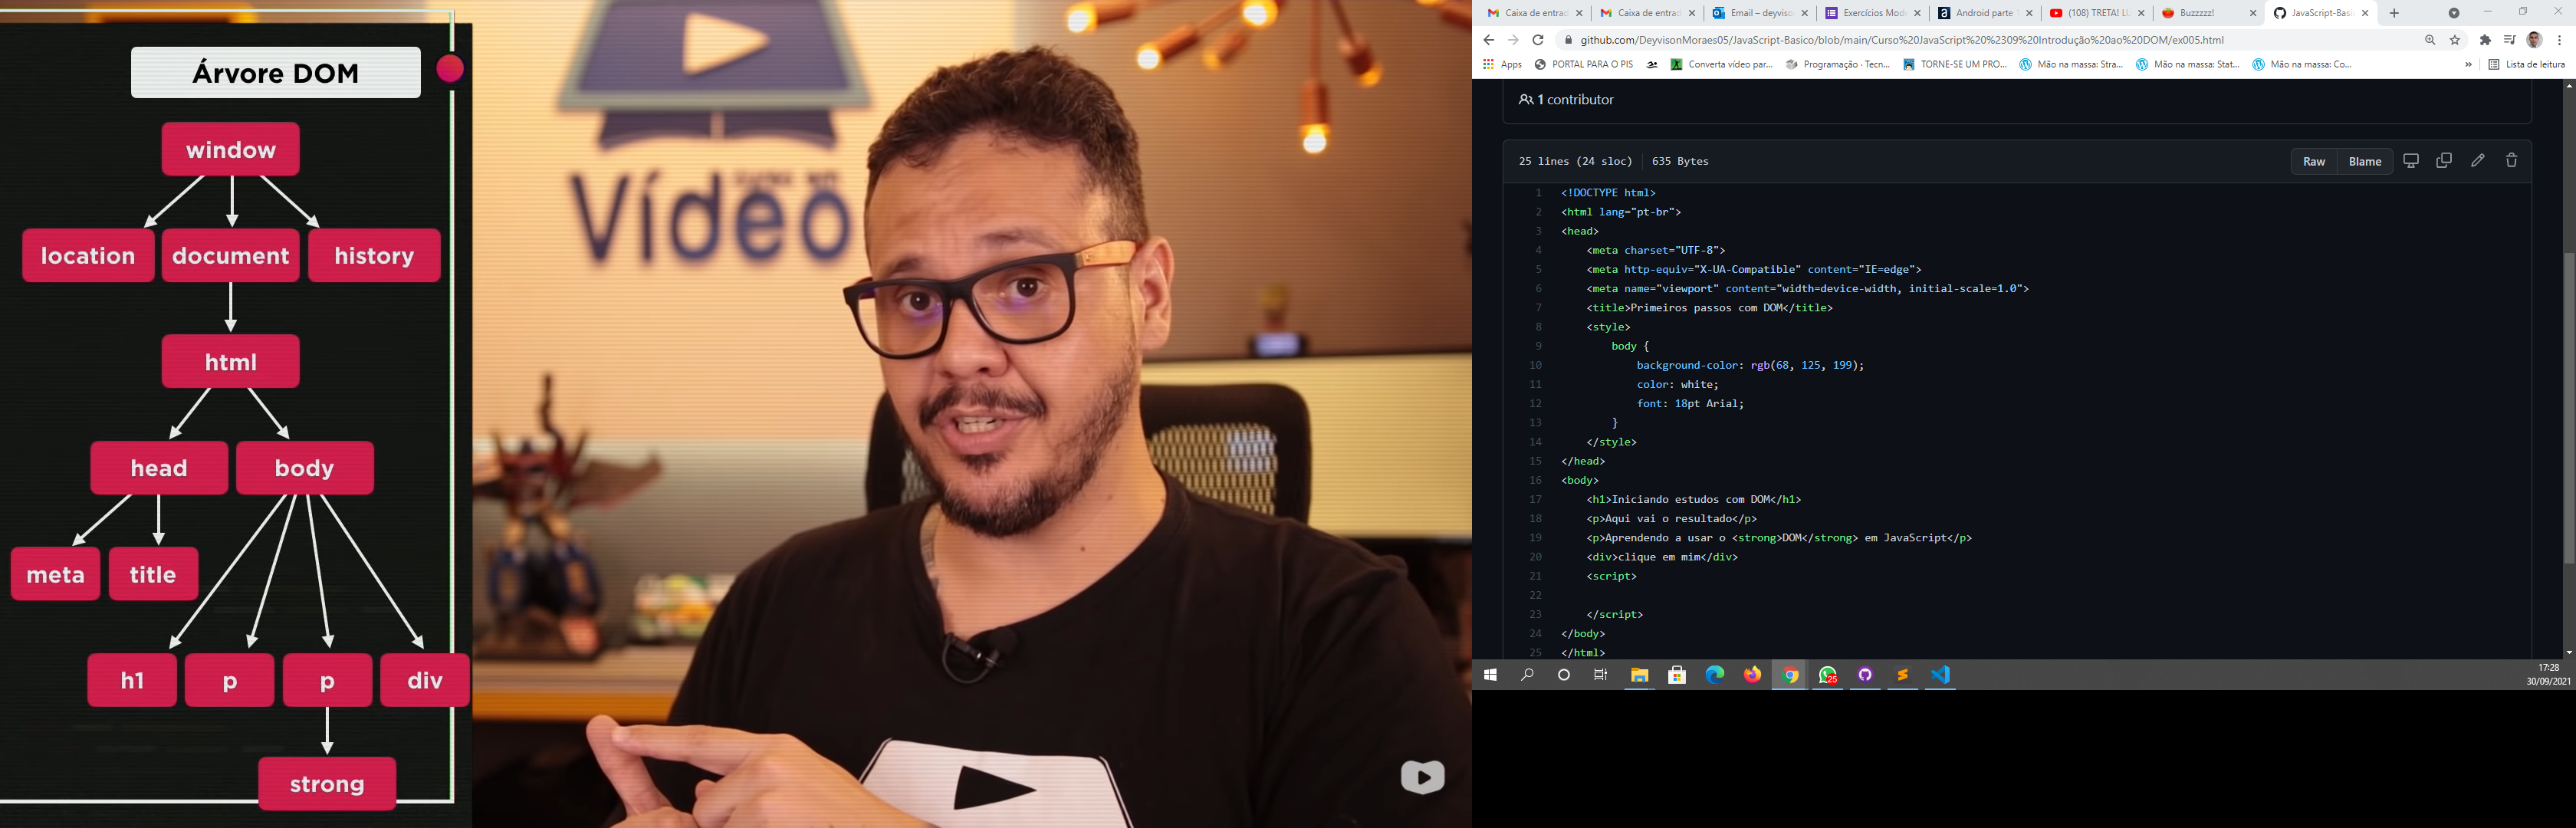 Árvore DOM
window
location
document
history
html
head
body
meta
title
h1
p
p
div
strong
Vídeo
Caixa de entrad
Caixa de entrad
Email – deyviso
Exercícios Mod
Android parte
(108) TRETA! LU
Buzzzzz!
JavaScript-Basi
github.com/DeyvisonMoraes05/JavaScript-Basico/blob/main/Curso%20JavaScript%20%2309%20Introdução%20ao%20DOM/ex005.html
Apps
PORTAL PARA O PIS
Converta vídeo par...
Programação - Tecn...
TORNE-SE UM PRO...
Mão na massa: Stra...
Mão na massa: Stat...
Mão na massa: Co...
»
Lista de leitura
1 contributor
25 lines (24 sloc) 635 Bytes
Raw
Blame
1 <!DOCTYPE html>
2 <html lang="pt-br">
3 <head>
4 <meta charset="UTF-8">
5 <meta http-equiv="X-UA-Compatible" content="IE=edge">
6 <meta name="viewport" content="width=device-width, initial-scale=1.0">
7 <title>Primeiros passos com DOM</title>
8 <style>
9 body {
10 background-color: rgb(68, 125, 199);
11 color: white;
12 font: 18pt Arial;
13 }
14 </style>
15 </head>
16 <body>
17 <h1>Iniciando estudos com DOM</h1>
18 <p>Aqui vai o resultado</p>
19 <p>Aprendendo a usar o <strong>DOM</strong> em JavaScript</p>
20 <div>clique em mim</div>
21 <script>
22
23 </script>
24 </body>
25 </html>
25
17:28
30/09/2021